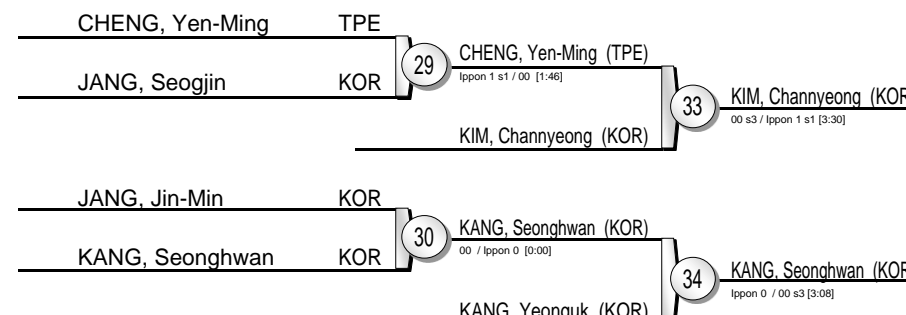 CHENG, Yen-Ming TPE
29
CHENG, Yen-Ming (TPE)
Ippon 1 s1 / 00 [1:46]
JANG, Seogjin KOR
33
KIM, Channyeong (KOR
00 s3 / Ippon 1 s1 [3:30]
KIM, Channyeong (KOR)
JANG, Jin-Min KOR
30
KANG, Seonghwan (KOR)
00 / Ippon 0 [0:00]
KANG, Seonghwan KOR
34
KANG, Seonghwan (KOR
Ippon 0 / 00 s3 [3:08]
KANG, Yeonguk (KOR)